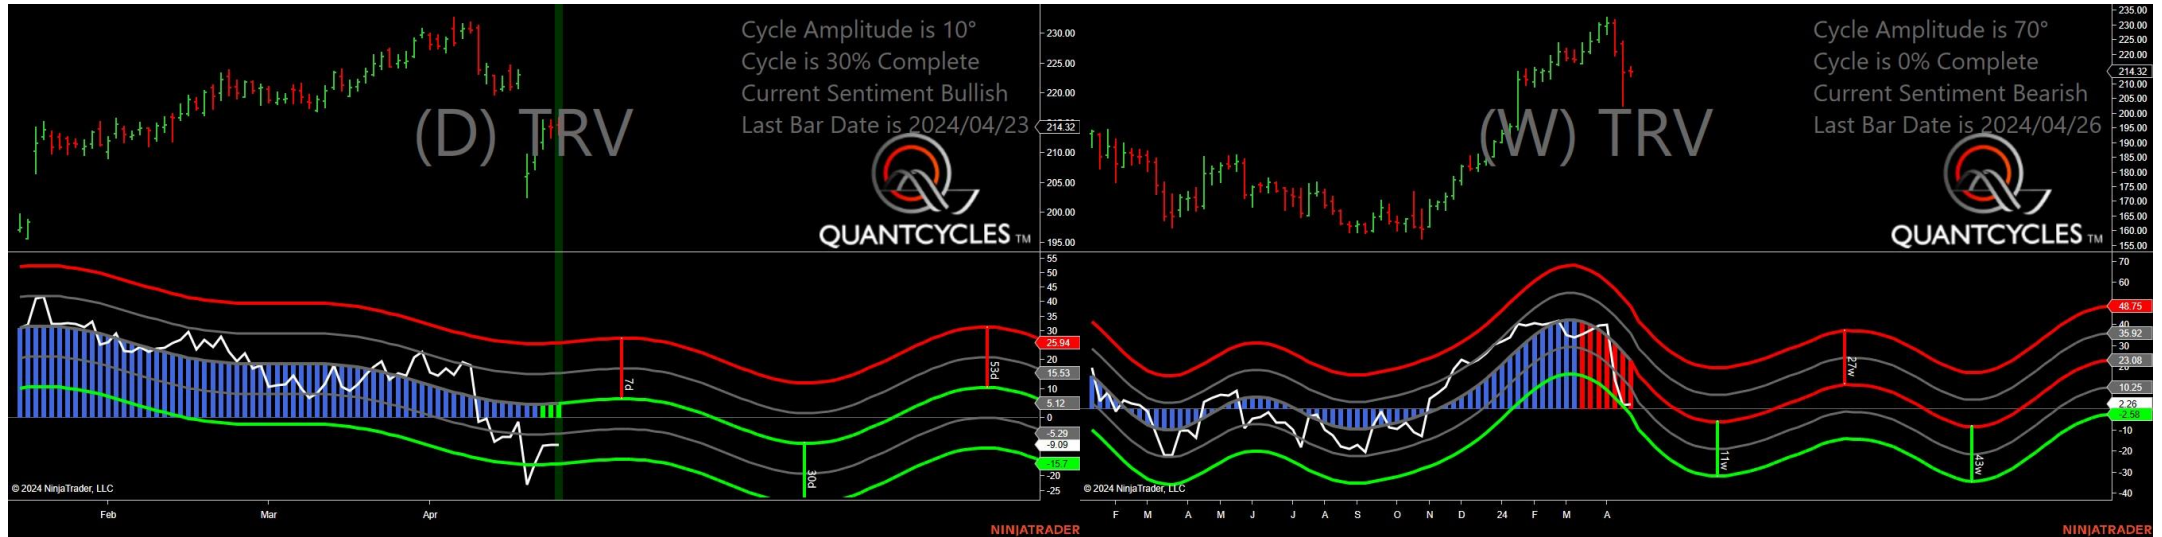 Cycle Amplitude is 10°
Cycle is 30% Complete
Current Sentiment Bullish
Last Bar Date is 2024/04/23
(D) TRV
QUANTCYCLES TM
230.00
225.00
220.00
214.32
210.00
205.00
200.00
195.00
55
50
45
40
35
30
25.94
20
15.53
10
5.12
0
-5.29
-9.09
-15.7
-20
-25
7d
30d
53d
© 2024 NinjaTrader, LLC
Feb
Mar
Apr
NINJATRADER
Cycle Amplitude is 70°
Cycle is 0% Complete
Current Sentiment Bearish
Last Bar Date is 2024/04/26
(W) TRV
QUANTCYCLES TM
235.00
230.00
225.00
220.00
214.32
210.00
205.00
200.00
195.00
190.00
185.00
180.00
175.00
170.00
165.00
160.00
155.00
70
60
48.75
40
35.92
30
23.08
10.25
2.26
-2.58
-10
-20
-30
-40
11w
27w
43w
© 2024 NinjaTrader, LLC
F M A M J J A S O N D 24 F M A
NINJATRADER